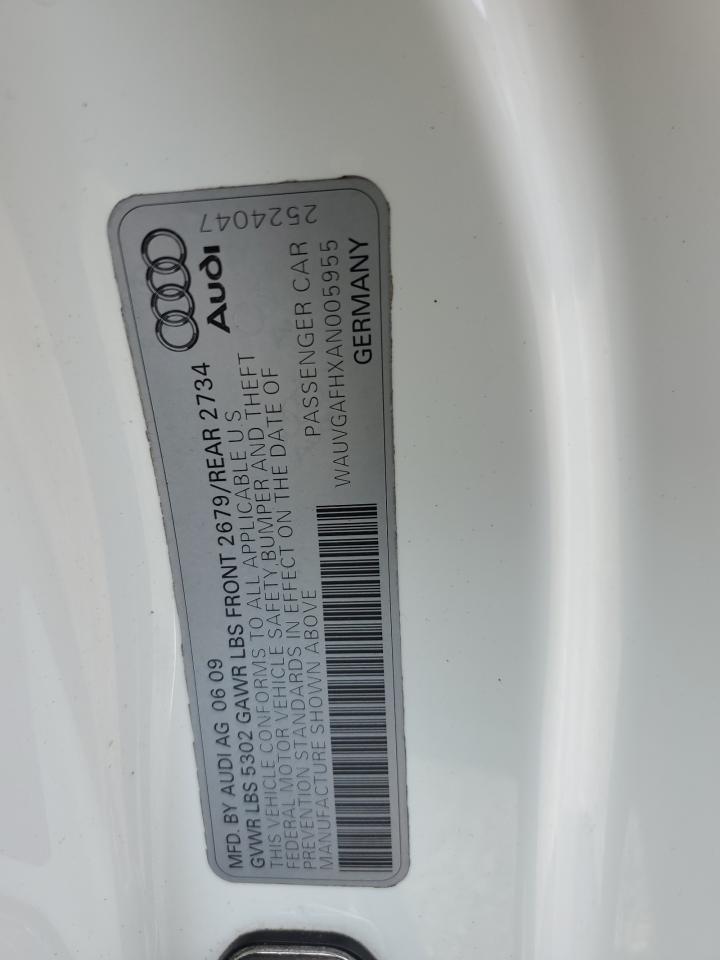 MFD. BY AUDI AG 06 09
GVWR LBS 5302 GAWR LBS FRONT 2679/REAR 2734
THIS VEHICLE CONFORMS TO ALL APPLICABLE U S
FEDERAL MOTOR VEHICLE SAFETY,BUMPER AND THEFT
PREVENTION STANDARDS IN EFFECT ON THE DATE OF
MANUFACTURE SHOWN ABOVE
Audi
2524047
PASSENGER CAR
WAUVGAFHXAN005955
GERMANY